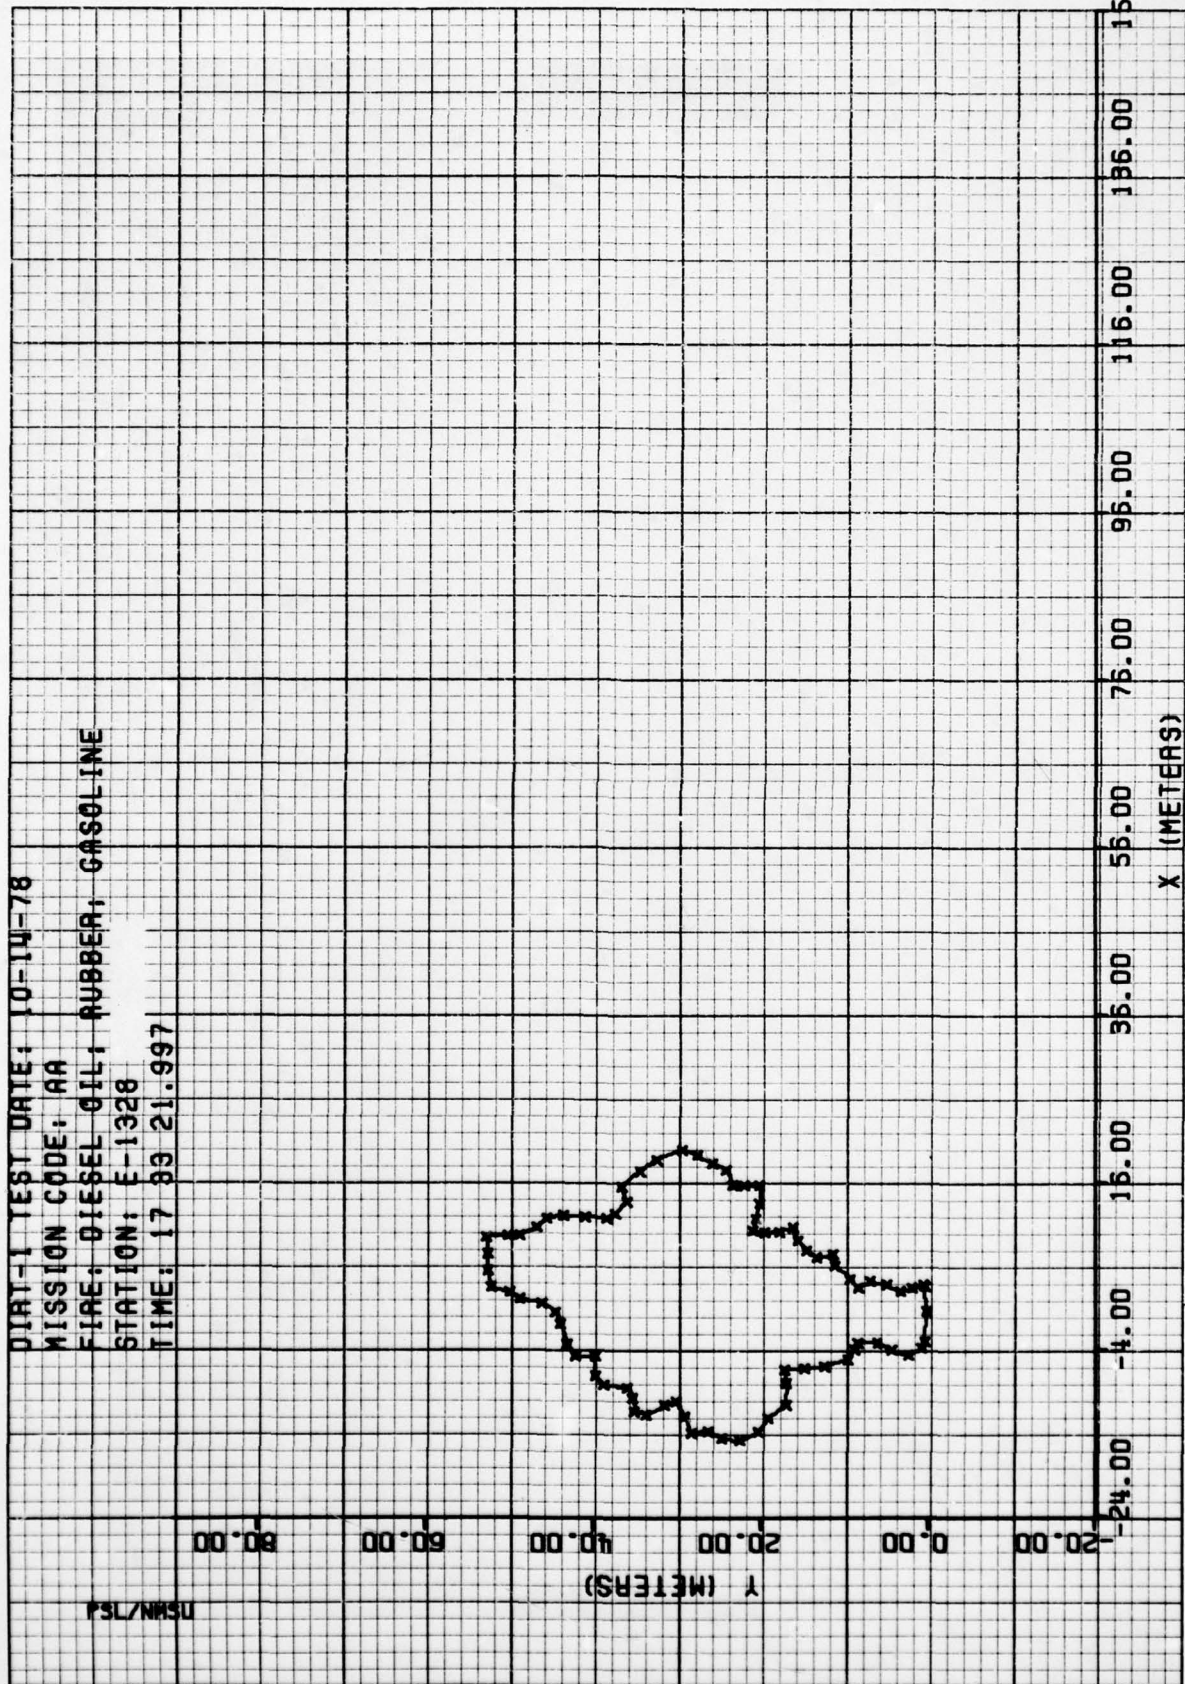 DIRT-1 TEST DATE: 10-14-78
MISSION CODE: AA
FIRE: DIESEL OIL; RUBBER; GASOLINE
STATION: E-1328
TIME: 17 33 21.997
PSL/NMSU
Y (METERS)
80.00
60.00
40.00
20.00
0.00
-20.00
-24.00
-4.00
16.00
36.00
56.00
76.00
96.00
116.00
136.00
15
X (METERS)